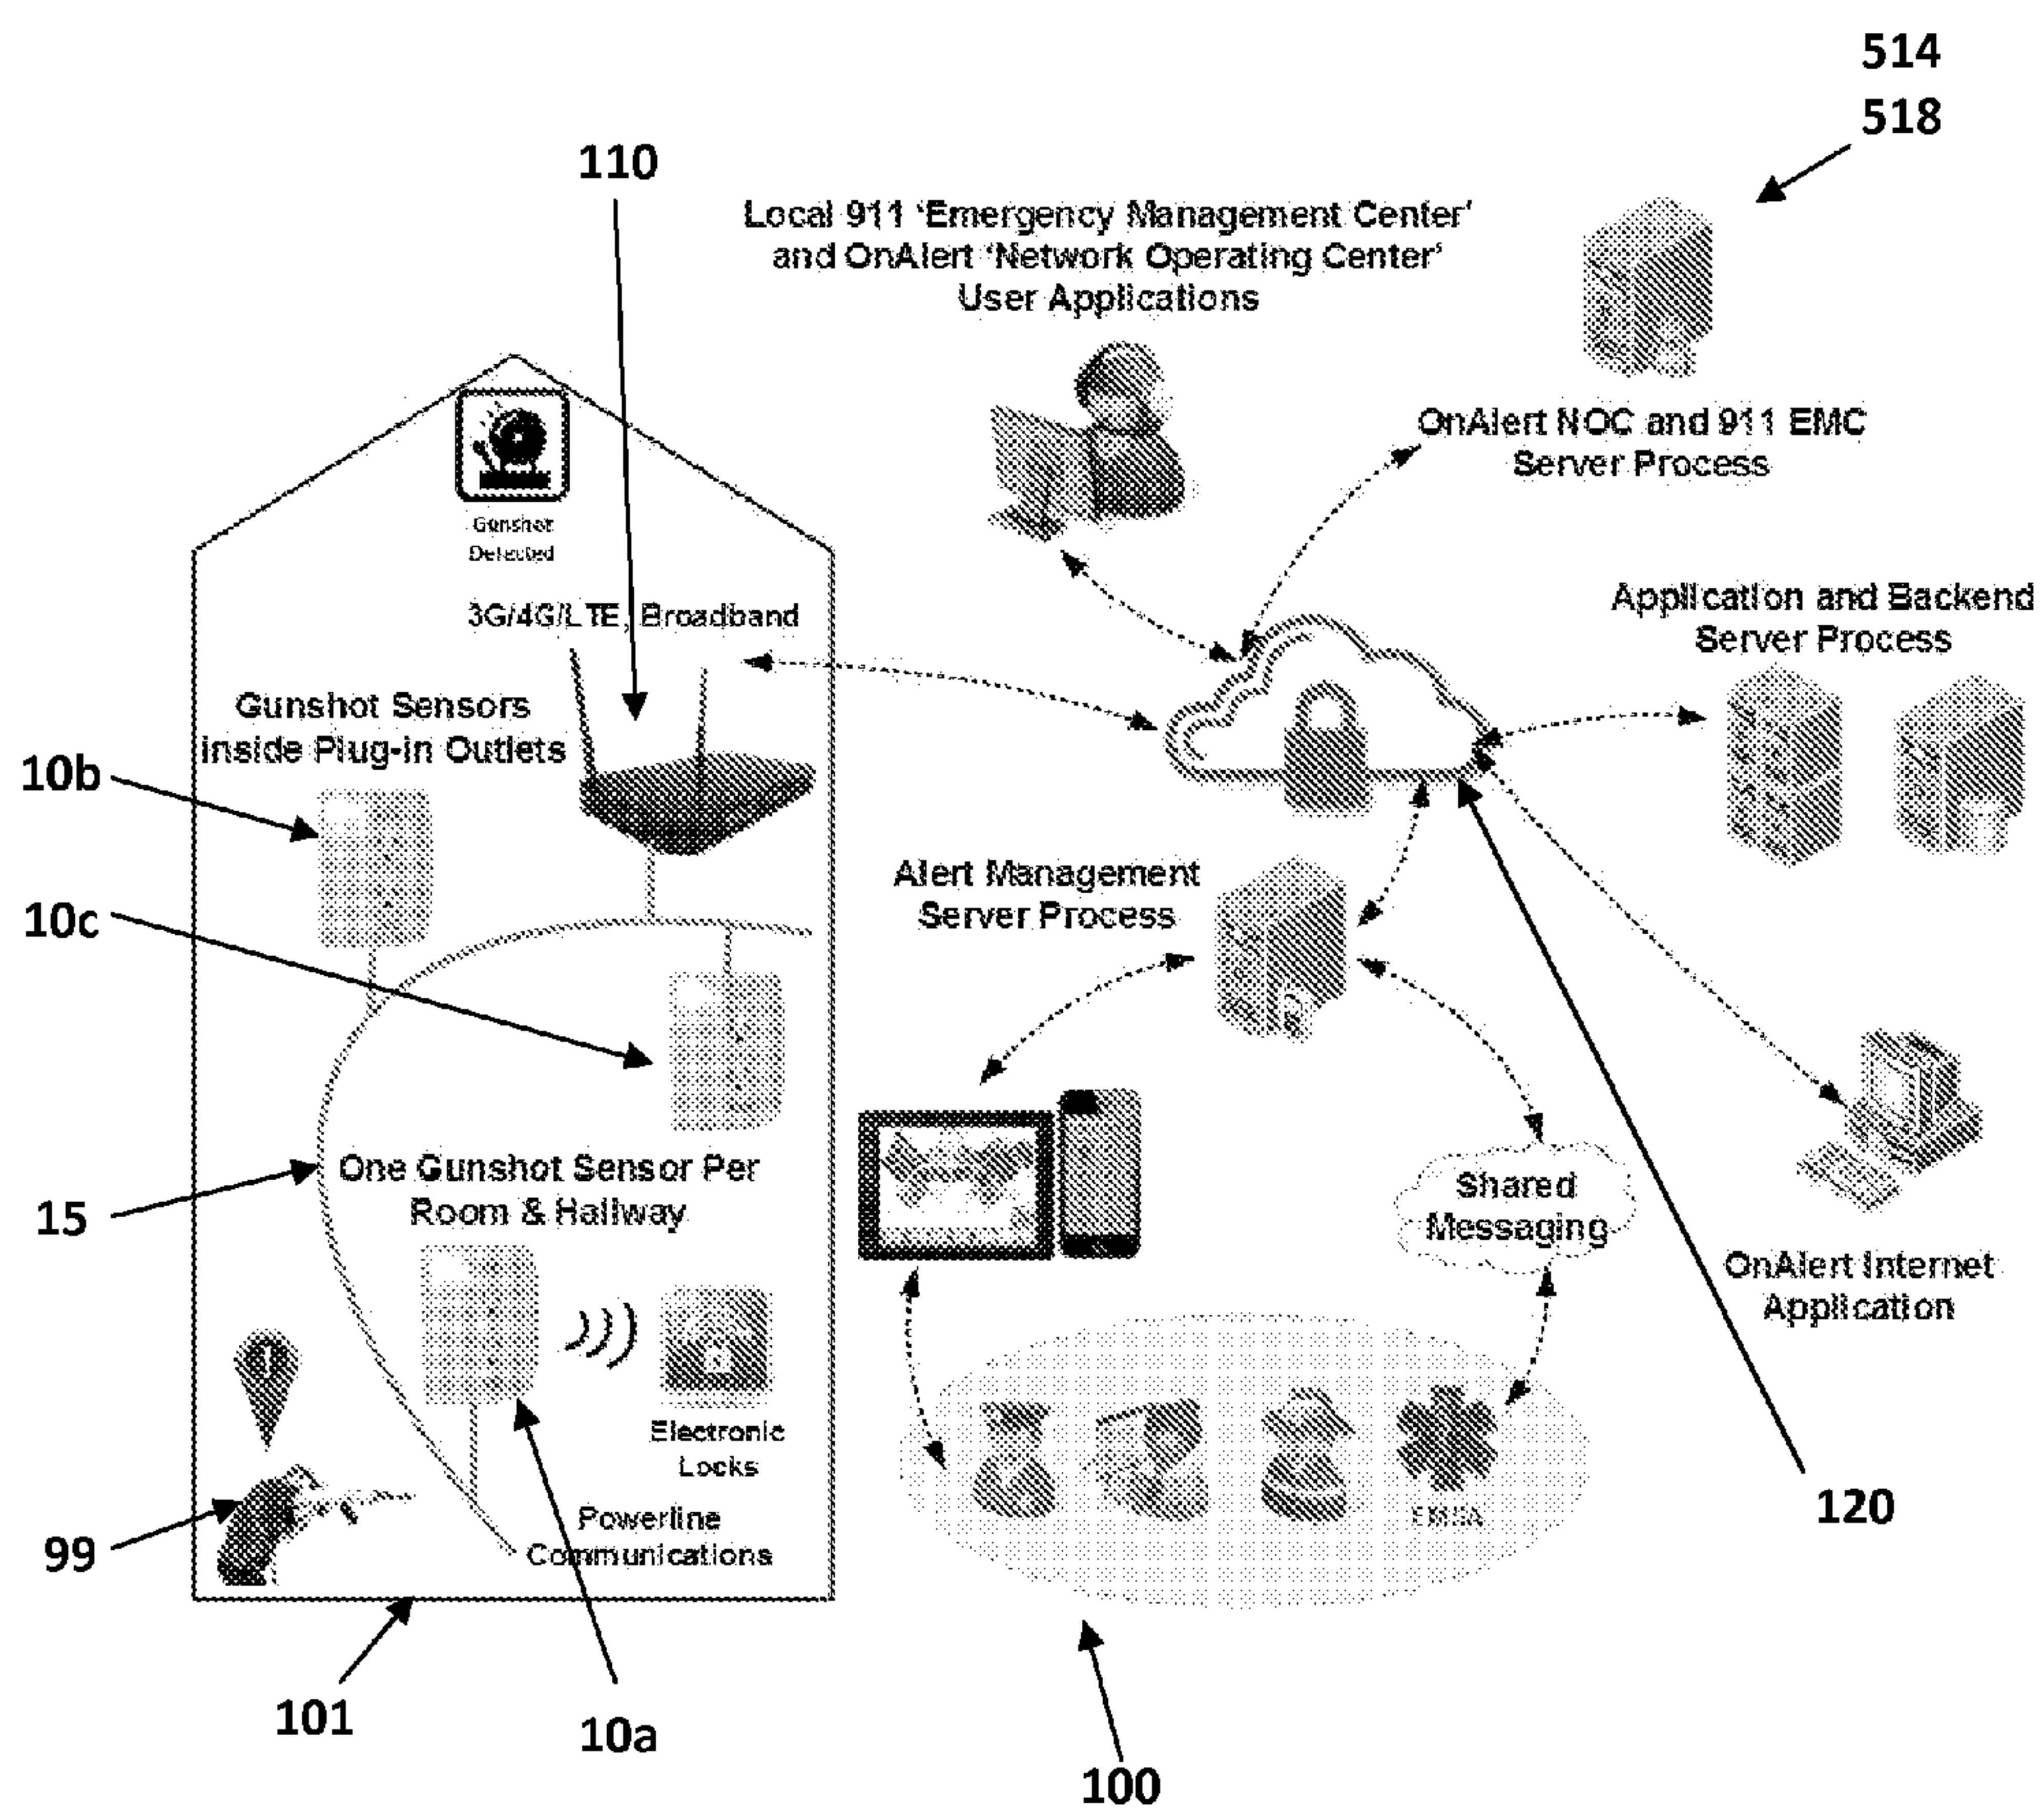 514
518
110
Local 911 ‘Emergency Management Center’
and OnAlert ‘Network Operating Center’
User Applications
OnAlert NOC and 911 EMC
Server Process
Gunshot
Detected
3G/4G/LTE, Broadband
Application and Backend
Server Process
Gunshot Sensors
inside Plug-in Outlets
10b
10c
Alert Management
Server Process
One Gunshot Sensor Per
Room & Hallway
15
Shared
Messaging
OnAlert Internet
Application
Electronic
Locks
99
Powerline
Communications
EMSA
120
101
10a
100